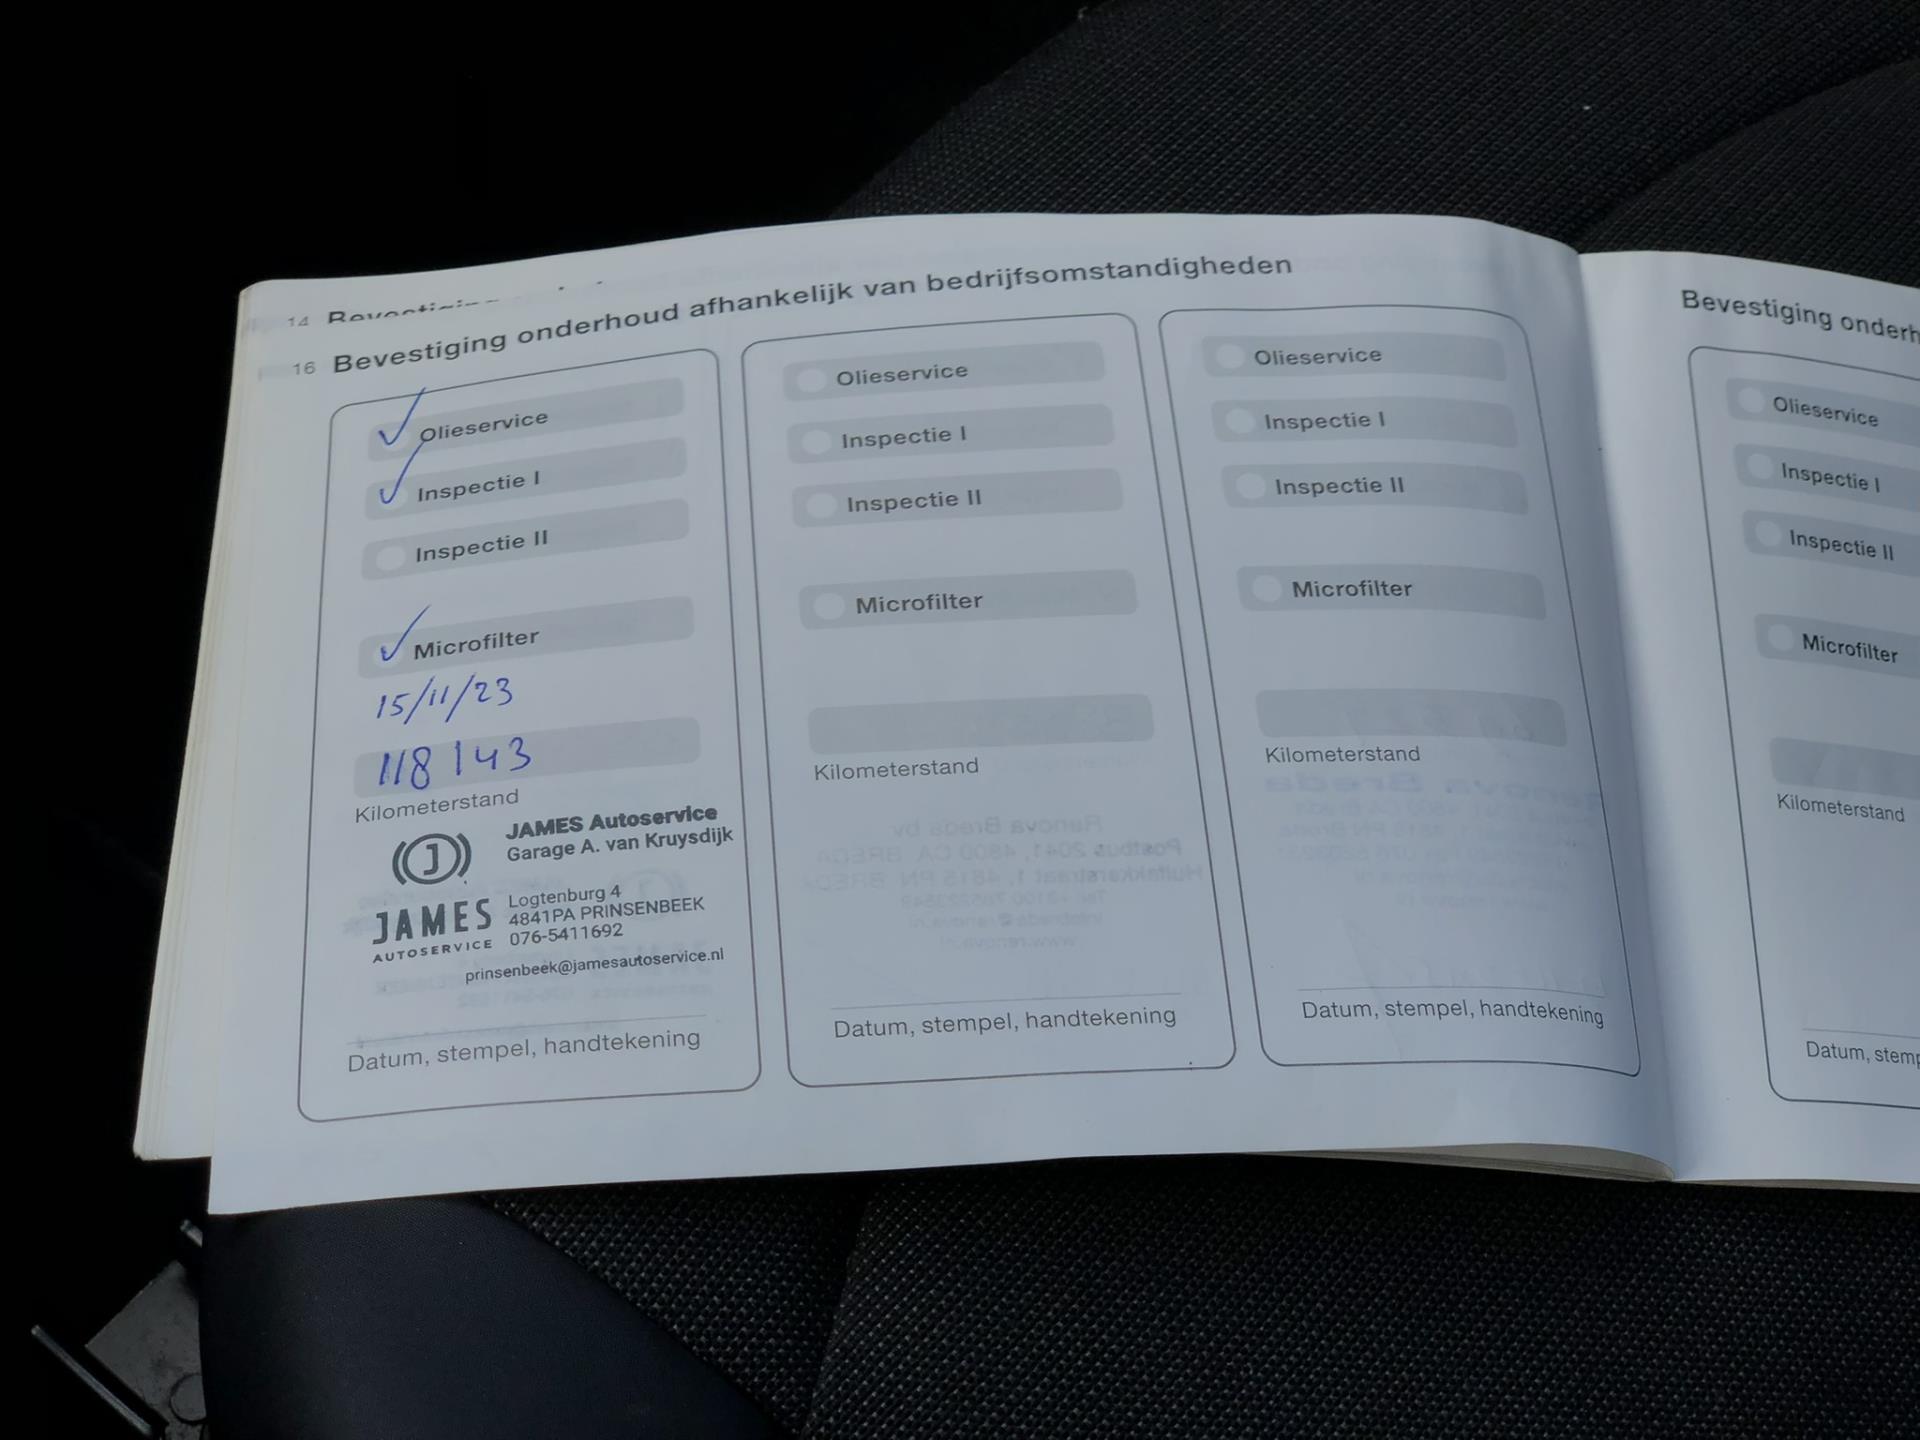 14
16 Bevestiging onderhoud afhankelijk van bedrijfsomstandigheden
Olieservice
Inspectie I
Inspectie II
Microfilter
15/11/23
118143
Kilometerstand
JAMES Autoservice
Garage A. van Kruysdijk
J
JAMES
AUTOSERVICE
Logtenburg 4
4841PA PRINSENBEEK
076-5411692
prinsenbeek@jamesautoservice.nl
Datum, stempel, handtekening
Olieservice
Inspectie I
Inspectie II
Microfilter
Kilometerstand
Datum, stempel, handtekening
Olieservice
Inspectie I
Inspectie II
Microfilter
Kilometerstand
Datum, stempel, handtekening
Bevestiging onderh
Olieservice
Inspectie I
Inspectie II
Microfilter
Kilometerstand
Datum, stemp